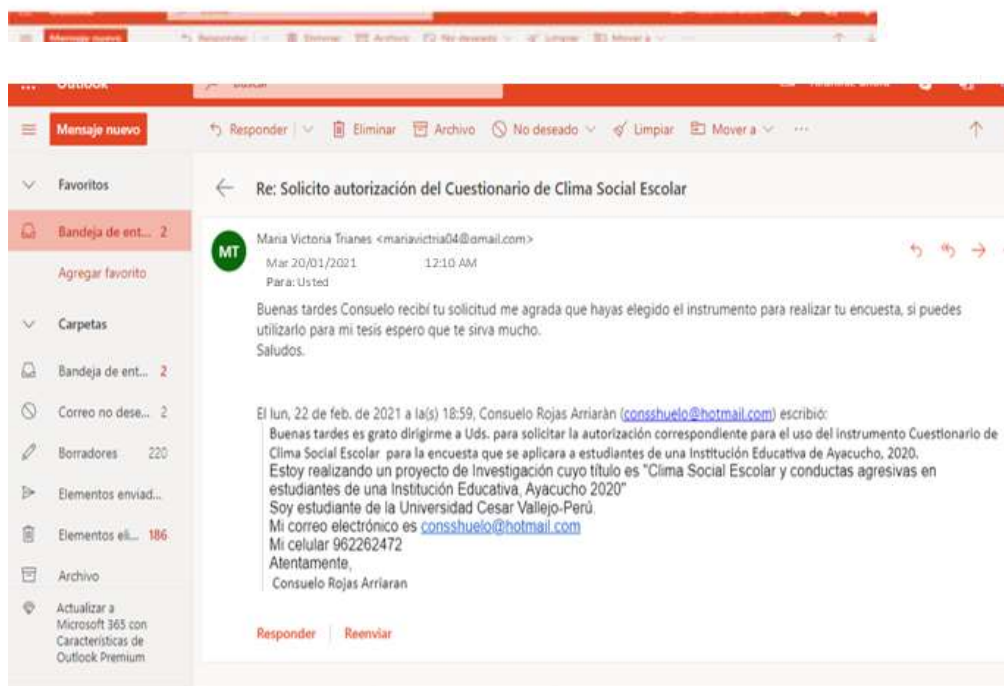 Mensaje nuevo
Responder Eliminar Archivo No deseado Limpiar Mover a
Outlook
Mensaje nuevo
Responder Eliminar Archivo No deseado Limpiar Mover a ...
Favoritos
Re: Solicito autorización del Cuestionario de Clima Social Escolar
Bandeja de ent... 2
MT
Maria Victoria Trianes <mariavictria04@gmail.com>
Mar 20/01/2021 12:10 AM
Para: Usted
Agregar favorito
Buenas tardes Consuelo recibí tu solicitud me agrada que hayas elegido el instrumento para realizar tu encuesta, si puedes
utilizarlo para mi tesis espero que te sirva mucho.
Saludos.
Carpetas
Bandeja de ent... 2
Correo no dese... 2
Borradores 220
Elementos enviad...
Elementos eli... 186
Archivo
Actualizar a
Microsoft 365 con
Características de
Outlook Premium
El lun, 22 de feb. de 2021 a la(s) 18:59, Consuelo Rojas Arriaràn (consshuelo@hotmail.com) escribió:
Buenas tardes es grato dirigirme a Uds. para solicitar la autorización correspondiente para el uso del instrumento Cuestionario de
Clima Social Escolar para la encuesta que se aplicara a estudiantes de una Institución Educativa de Ayacucho, 2020.
Estoy realizando un proyecto de Investigación cuyo título es "Clima Social Escolar y conductas agresivas en
estudiantes de una Institución Educativa, Ayacucho 2020"
Soy estudiante de la Universidad Cesar Vallejo-Perú.
Mi correo electrónico es consshuelo@hotmail.com
Mi celular 962262472
Atentamente,
Consuelo Rojas Arriaran
Responder Reenviar